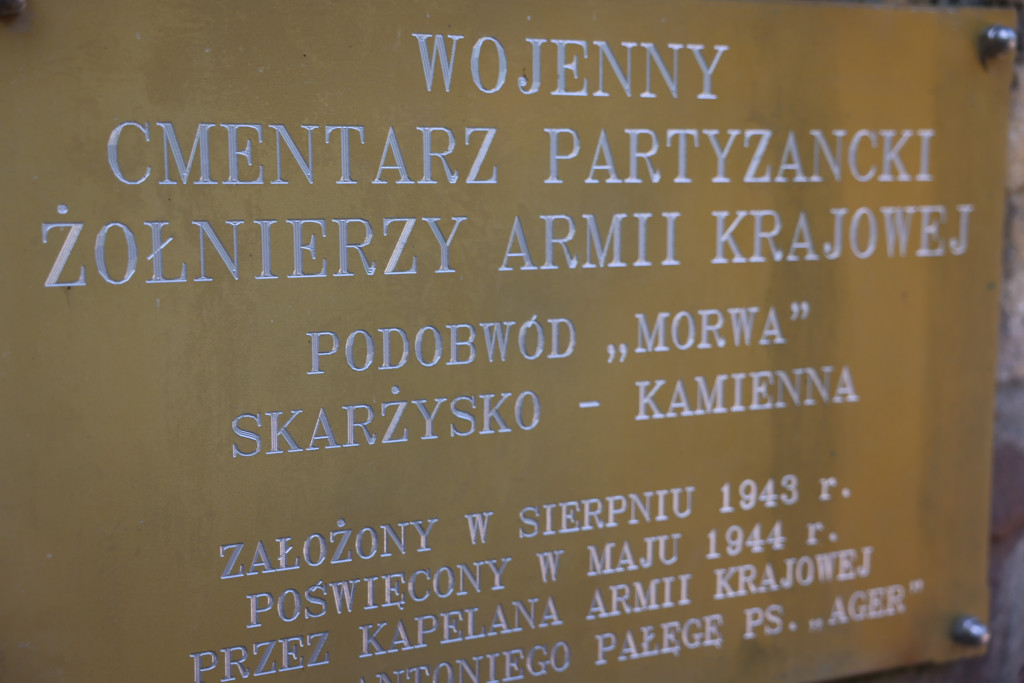 WOJENNY
CMENTARZ PARTYZANCKI
ŻOŁNIERZY ARMII KRAJOWEJ
PODOBWÓD „MORWA”
SKARŻYSKO - KAMIENNA
ZAŁOŻONY W SIERPNIU 1943 r.
POŚWIĘCONY W MAJU 1944 r.
PRZEZ KAPELANA ARMII KRAJOWEJ
ANTONIEGO PAŁĘGĘ PS. „AGER”